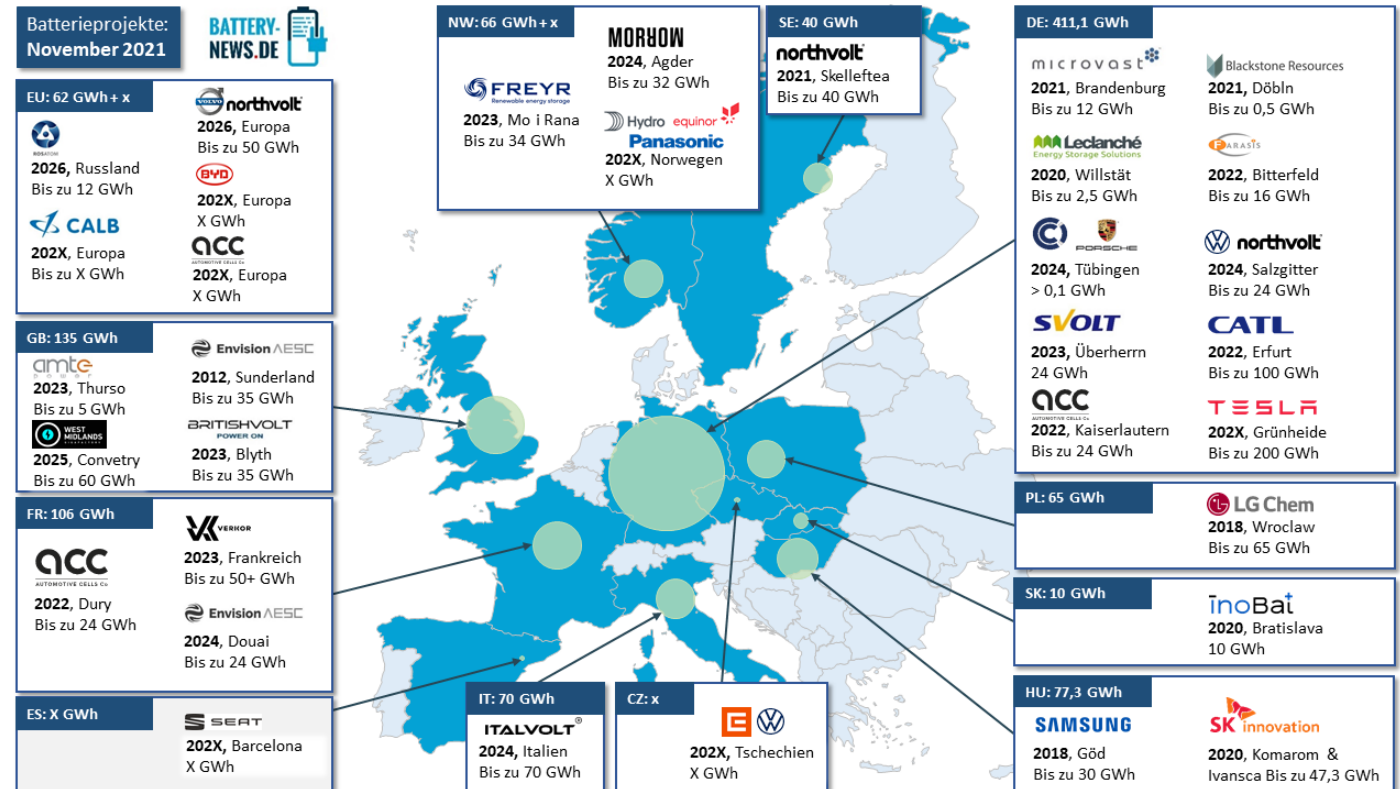 Batterieprojekte:
November 2021
BATTERY-
NEWS.DE
EU: 62 GWh + x
ROSATOM
2026, Russland
Bis zu 12 GWh
CALB
202X, Europa
Bis zu X GWh
VOLVO northvolt
2026, Europa
Bis zu 50 GWh
BYD
202X, Europa
X GWh
acc
AUTOMOTIVE CELLS Co
202X, Europa
X GWh
GB: 135 GWh
amte
power
2023, Thurso
Bis zu 5 GWh
WEST
MIDLANDS
GIGAFACTORY
2025, Convetry
Bis zu 60 GWh
Envision AESC
2012, Sunderland
Bis zu 35 GWh
BRITISHVOLT
POWER ON
2023, Blyth
Bis zu 35 GWh
FR: 106 GWh
acc
AUTOMOTIVE CELLS Co
2022, Dury
Bis zu 24 GWh
VERKOR
2023, Frankreich
Bis zu 50+ GWh
Envision AESC
2024, Douai
Bis zu 24 GWh
ES: X GWh
SEAT
202X, Barcelona
X GWh
NW: 66 GWh + x
FREYR
Renewable energy storage
2023, Mo i Rana
Bis zu 34 GWh
MORROW
2024, Agder
Bis zu 32 GWh
Hydro equinor
Panasonic
202X, Norwegen
X GWh
SE: 40 GWh
northvolt
2021, Skelleftea
Bis zu 40 GWh
IT: 70 GWh
ITALVOLT®
2024, Italien
Bis zu 70 GWh
CZ: x
202X, Tschechien
X GWh
DE: 411,1 GWh
microvast
2021, Brandenburg
Bis zu 12 GWh
Blackstone Resources
2021, Döbln
Bis zu 0,5 GWh
Leclanché
Energy Storage Solutions
2020, Willstät
Bis zu 2,5 GWh
FARASIS
2022, Bitterfeld
Bis zu 16 GWh
PORSCHE
2024, Tübingen
> 0,1 GWh
northvolt
2024, Salzgitter
Bis zu 24 GWh
SVOLT
2023, Überherrn
24 GWh
CATL
2022, Erfurt
Bis zu 100 GWh
acc
AUTOMOTIVE CELLS Co
2022, Kaiserlautern
Bis zu 24 GWh
TESLA
202X, Grünheide
Bis zu 200 GWh
PL: 65 GWh
LG Chem
2018, Wroclaw
Bis zu 65 GWh
SK: 10 GWh
inoBat
2020, Bratislava
10 GWh
HU: 77,3 GWh
SAMSUNG
2018, Göd
Bis zu 30 GWh
SK innovation
2020, Komarom &
Ivansca Bis zu 47,3 GWh